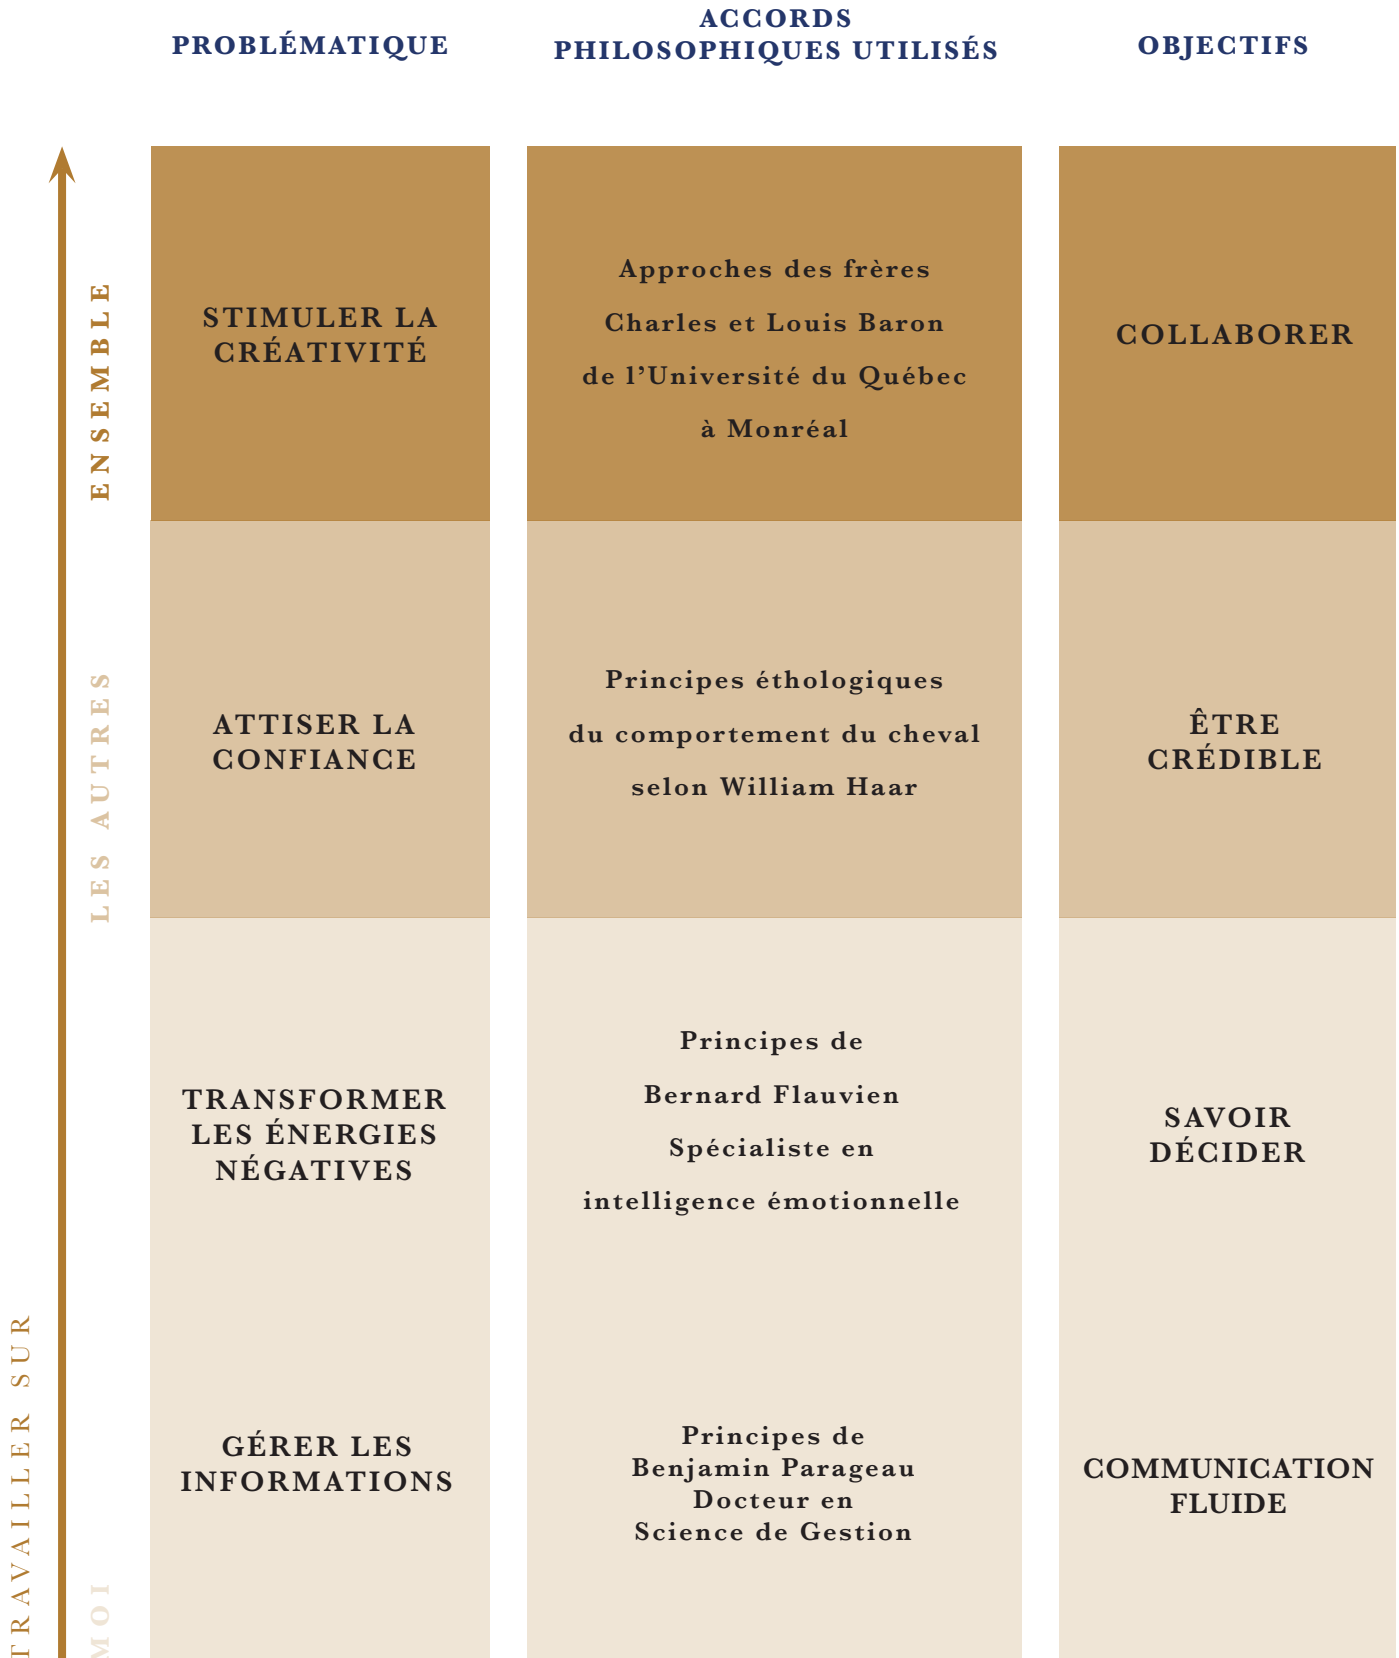 PROBLÉMATIQUE
ACCORDS
PHILOSOPHIQUES UTILISÉS
OBJECTIFS
ENSEMBLE
STIMULER LA
CRÉATIVITÉ
Approches des frères
Charles et Louis Baron
de l’Université du Québec
à Monréal
COLLABORER
LES AUTRES
ATTISER LA
CONFIANCE
Principes éthologiques
du comportement du cheval
selon William Haar
ÊTRE
CRÉDIBLE
TRANSFORMER
LES ÉNERGIES
NÉGATIVES
Principes de
Bernard Flauvien
Spécialiste en
intelligence émotionnelle
SAVOIR
DÉCIDER
TRAVAILLER SUR
MOI
GÉRER LES
INFORMATIONS
Principes de
Benjamin Parageau
Docteur en
Science de Gestion
COMMUNICATION
FLUIDE